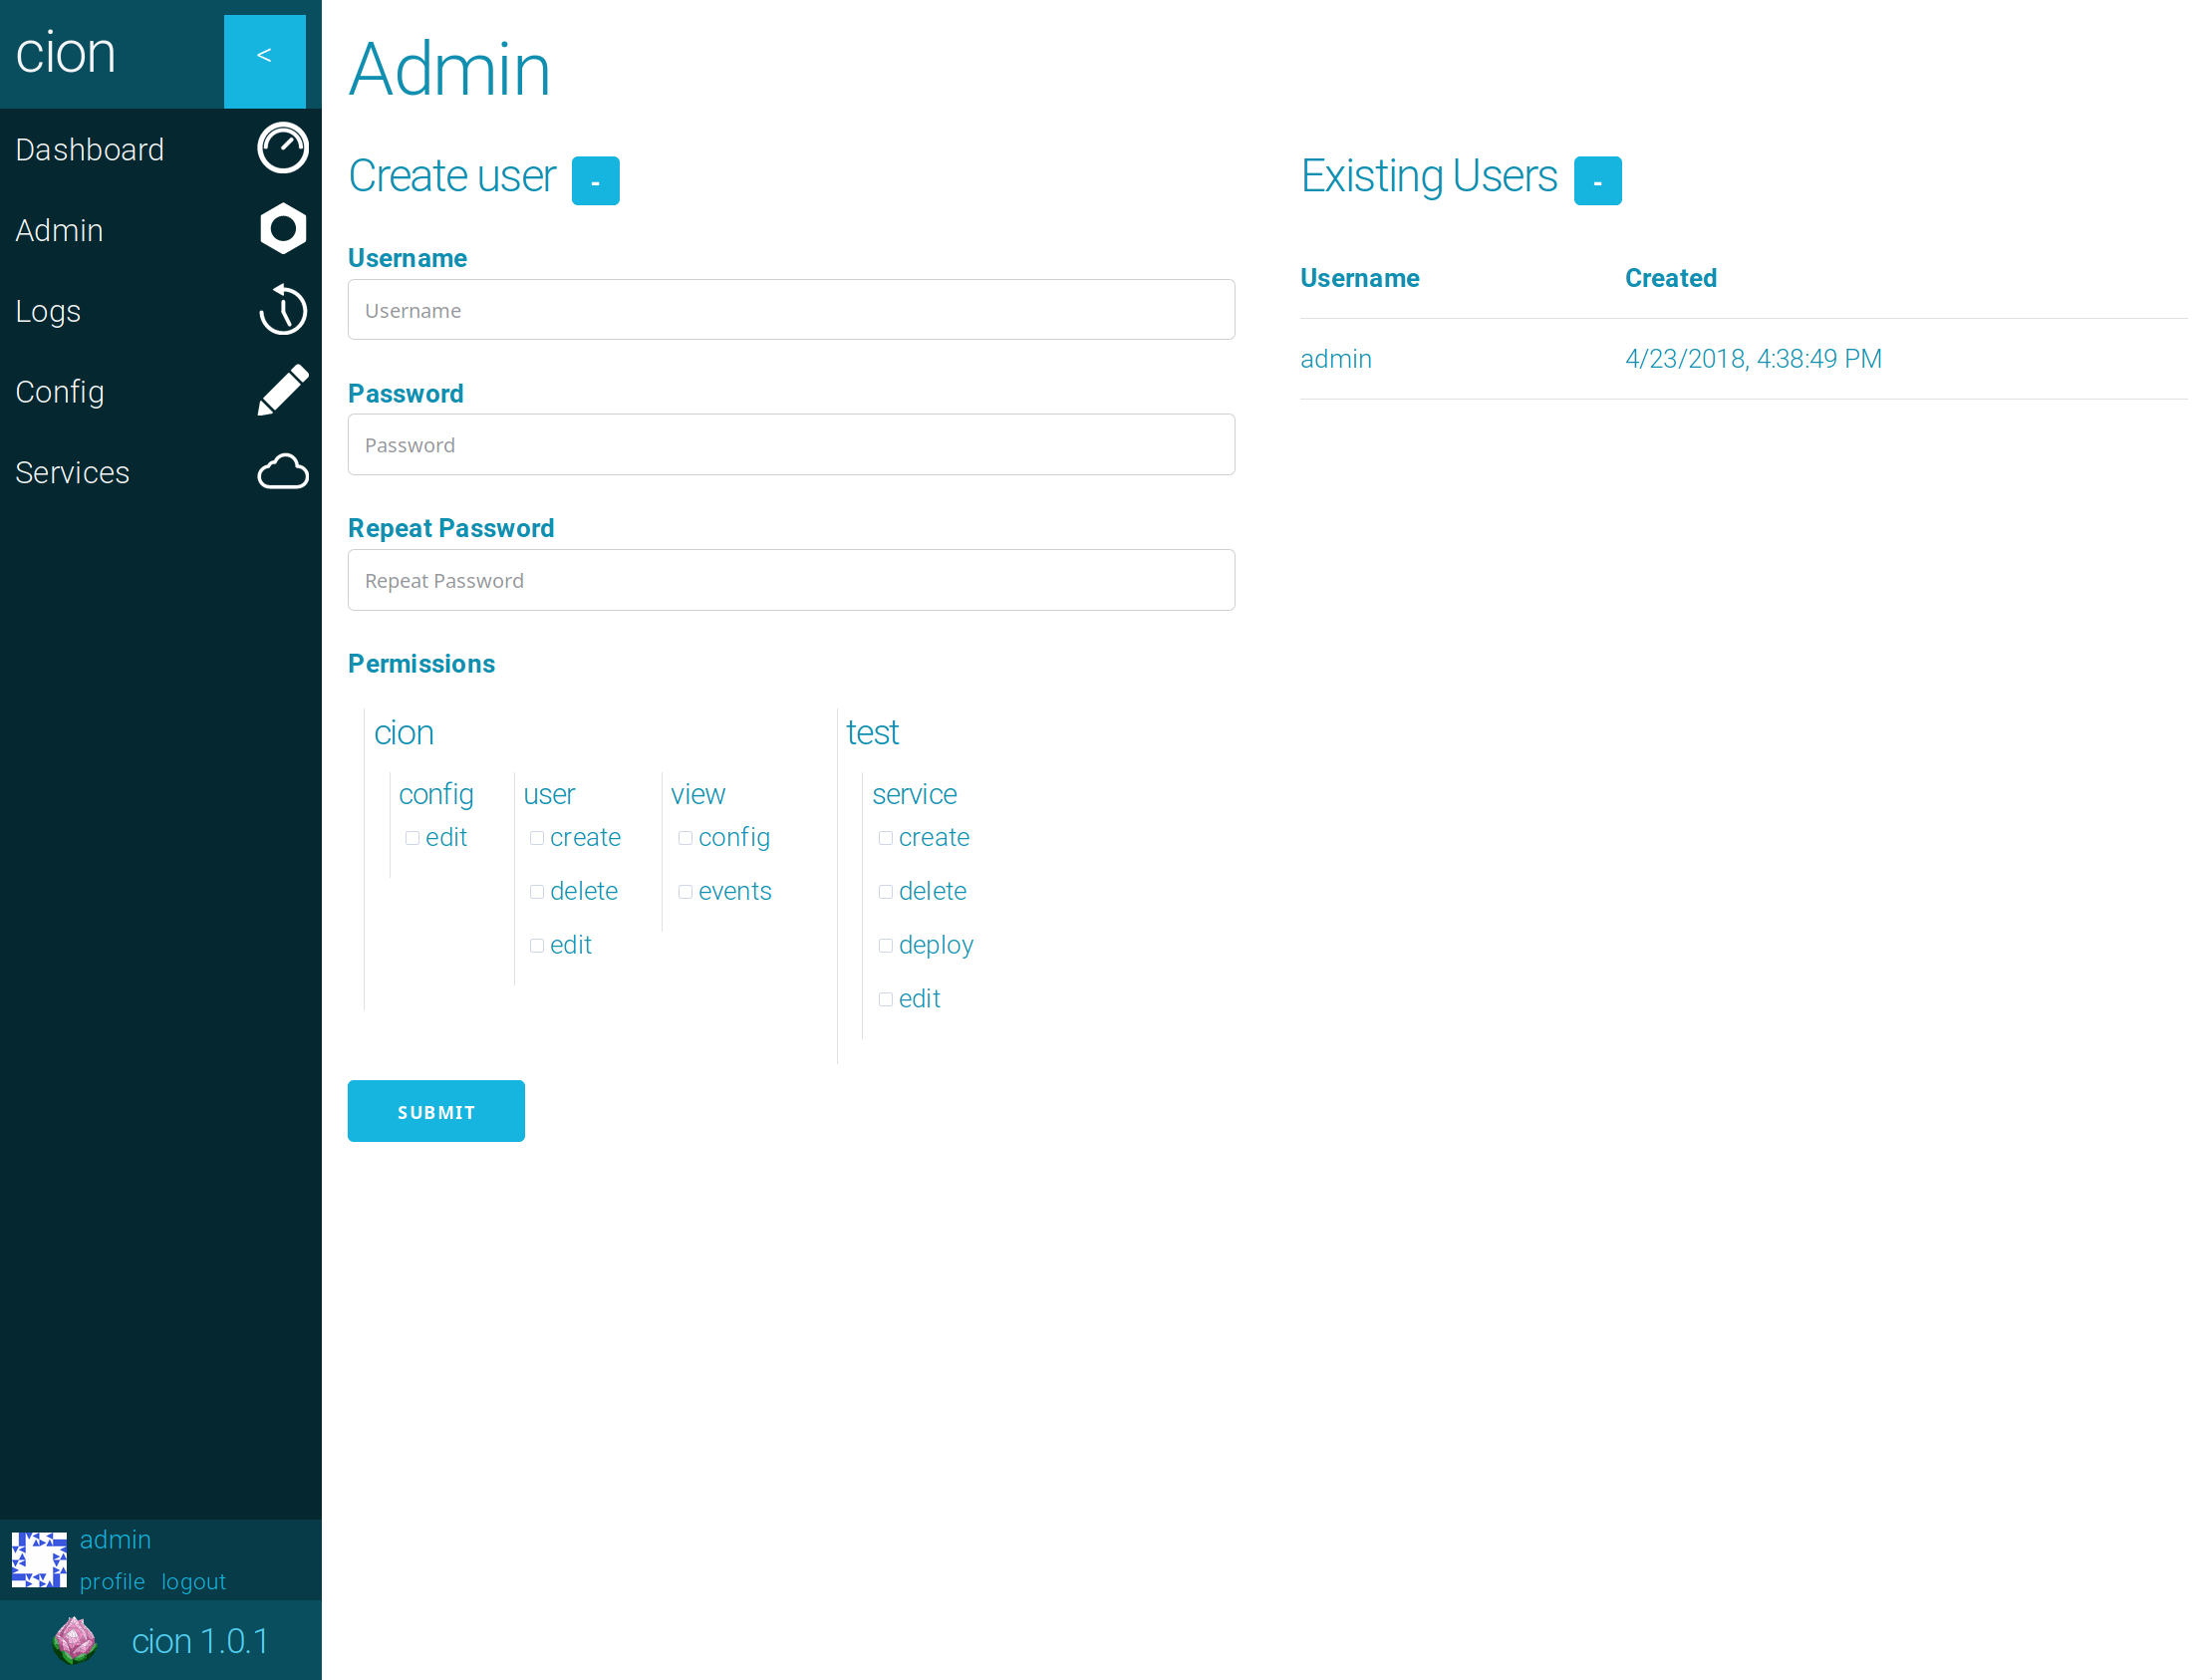 cion
<
Dashboard
Admin
Logs
Config
Services
admin
profile logout
cion 1.0.1
Admin
Create user -
Username
Username
Password
Password
Repeat Password
Repeat Password
Permissions
cion
config
edit
user
create
delete
edit
view
config
events
test
service
create
delete
deploy
edit
SUBMIT
Existing Users -
Username Created
admin 4/23/2018, 4:38:49 PM